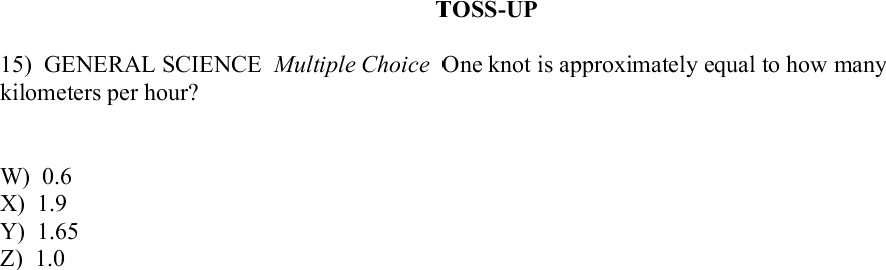 TOSS-UP
15) GENERAL SCIENCE Multiple Choice One knot is approximately equal to how many
kilometers per hour?
W) 0.6
X) 1.9
Y) 1.65
Z) 1.0